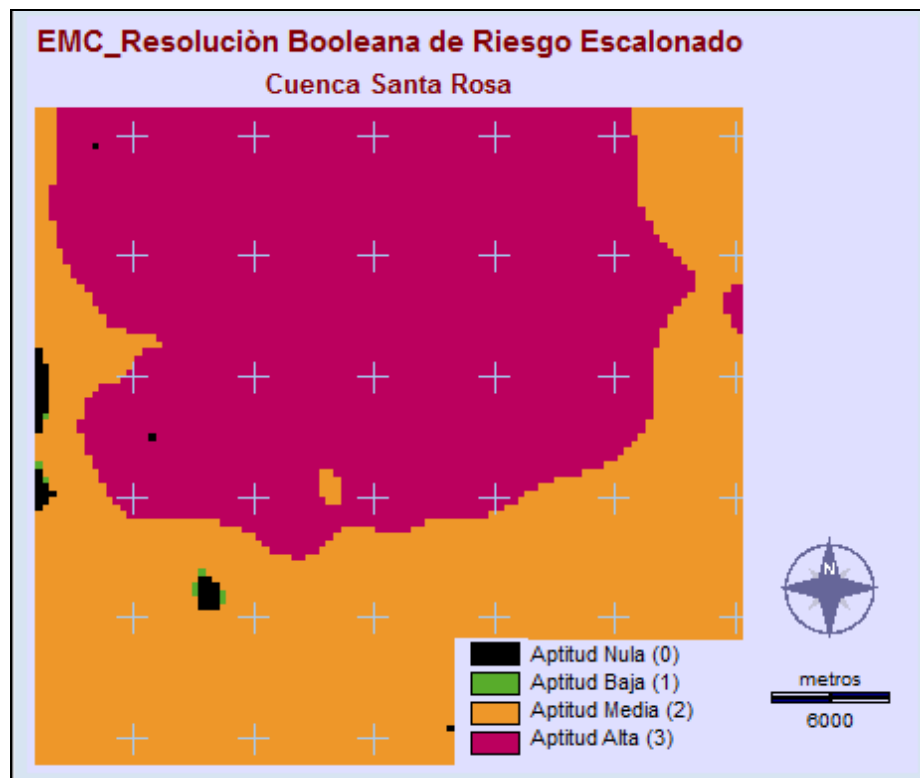 EMC_Resoluciòn Booleana de Riesgo Escalonado
Cuenca Santa Rosa
N
Aptitud Nula (0)
Aptitud Baja (1)
Aptitud Media (2)
Aptitud Alta (3)
metros
6000